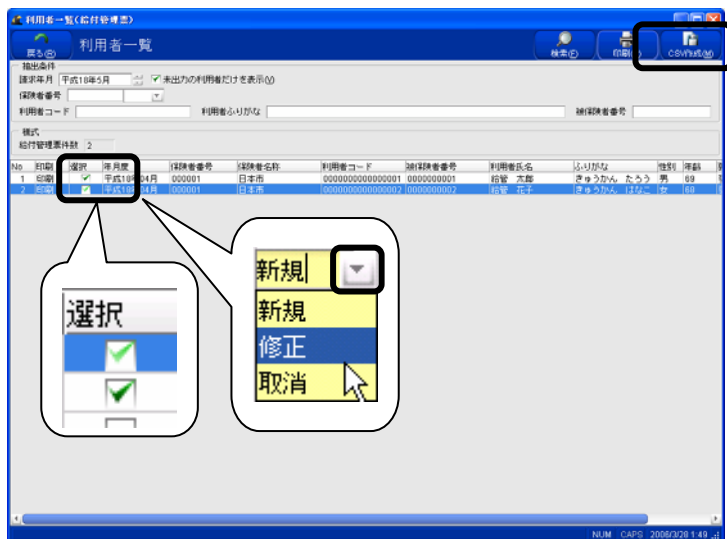 利用者一覧(給付管理票)
戻る(R) 利用者一覧 検索(F) 印刷 CSV作成(M)
抽出条件
請求年月 平成18年5月 未出力の利用者だけを表示(V)
保険者番号
利用者コード 利用者ふりがな 被保険者番号
様式
給付管理票件数 2
No 印刷 選択 年月度 保険者番号 保険者名称 利用者コード 被保険者番号 利用者氏名 ふりがな 性別 年齢
1 印刷 平成18年04月 000001 日本市 0000000000000001 0000000001 給管 太郎 きゅうかん たろう 男 69
2 印刷 平成18年04月 000001 日本市 0000000000000002 0000000002 給管 花子 きゅうかん はなこ 女 69
選択
新規
新規
修正
取消
NUM CAPS 2006/3/28 1:49